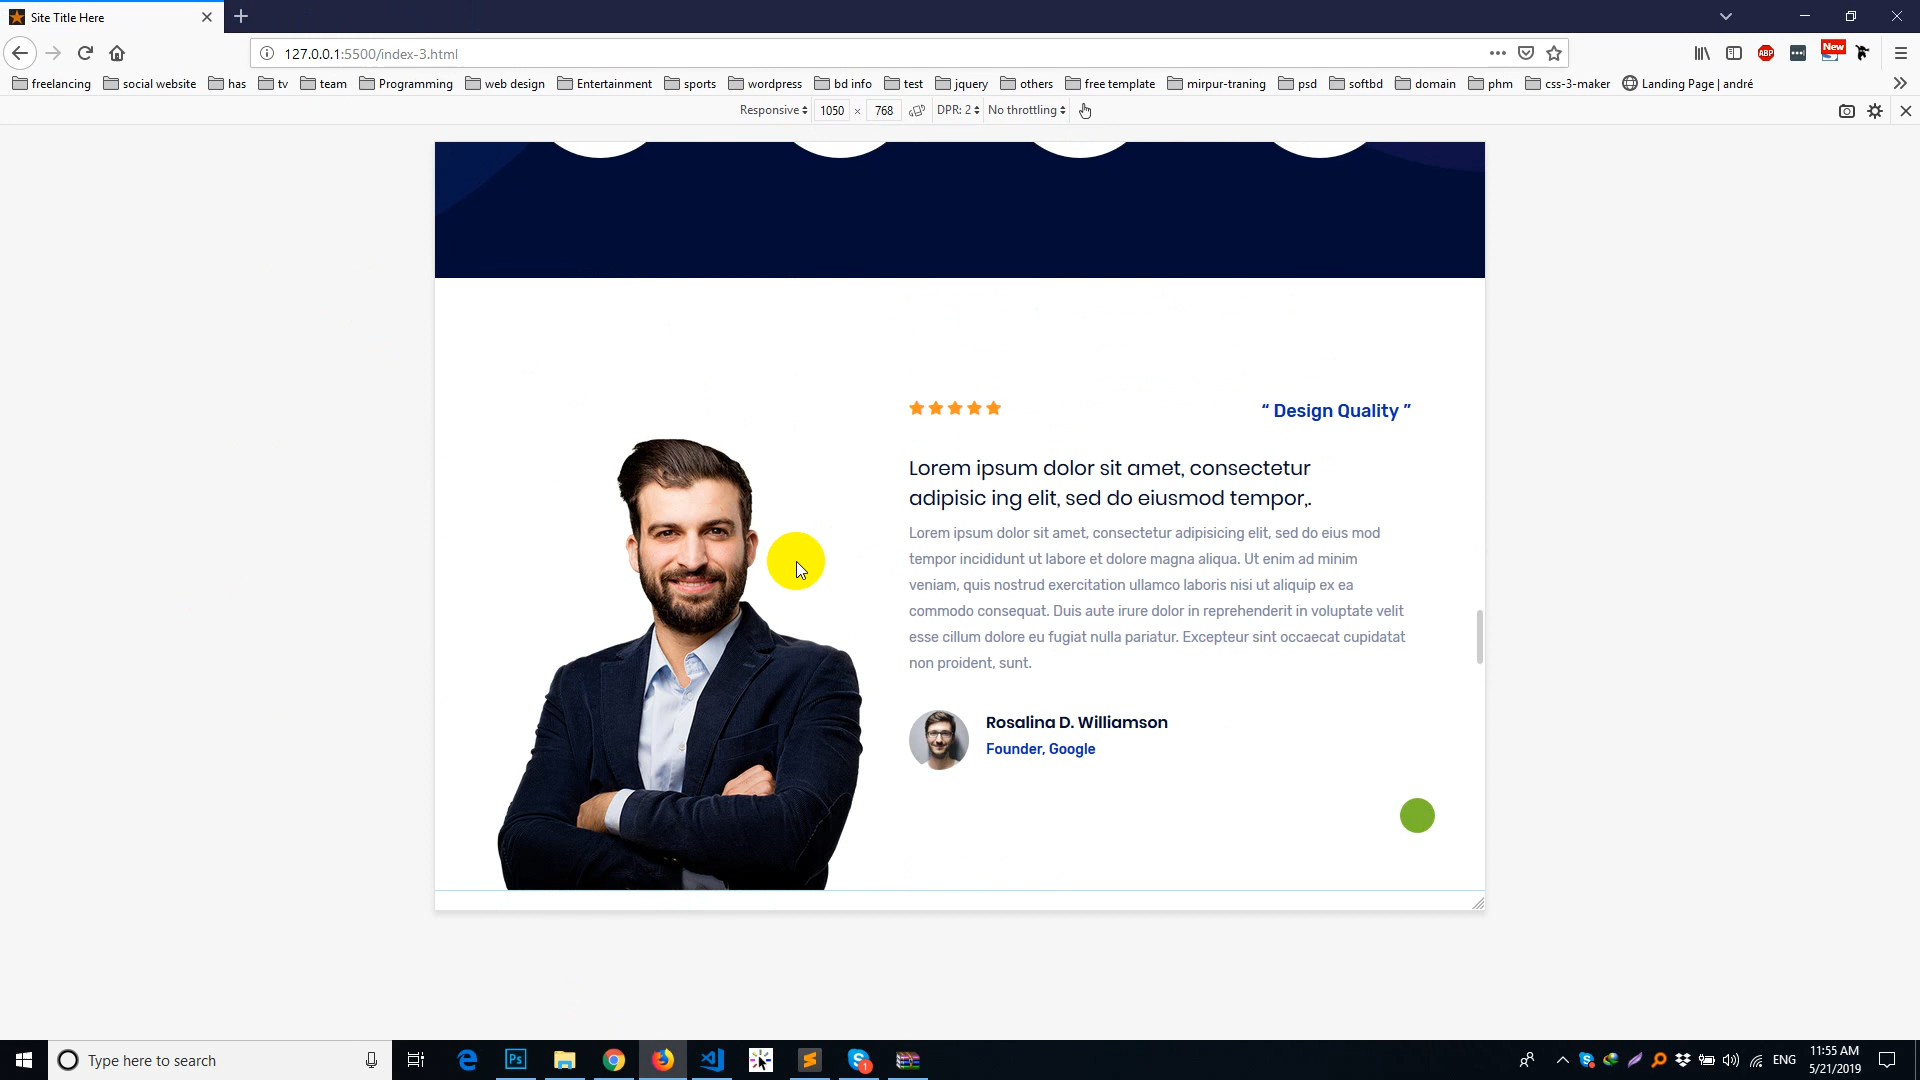 Site Title Here
127.0.0.1:5500/index-3.html
ABP
New
freelancing social website has tv team Programming web design Entertainment sports wordpress bd info test jquery others free template mirpur-traning psd softbd domain phm css-3-maker Landing Page | andré
Responsive 1050 × 768 DPR: 2 No throttling
“ Design Quality ”
Lorem ipsum dolor sit amet, consectetur
adipisic ing elit, sed do eiusmod tempor,.
Lorem ipsum dolor sit amet, consectetur adipisicing elit, sed do eius mod
tempor incididunt ut labore et dolore magna aliqua. Ut enim ad minim
veniam, quis nostrud exercitation ullamco laboris nisi ut aliquip ex ea
commodo consequat. Duis aute irure dolor in reprehenderit in voluptate velit
esse cillum dolore eu fugiat nulla pariatur. Excepteur sint occaecat cupidatat
non proident, sunt.
Rosalina D. Williamson
Founder, Google
Type here to search
Ps
1
ENG
11:55 AM
5/21/2019